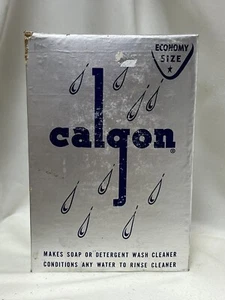 ECONOMY
SIZE
calgon®
MAKES SOAP OR DETERGENT WASH CLEANER
CONDITIONS ANY WATER TO RINSE CLEANER